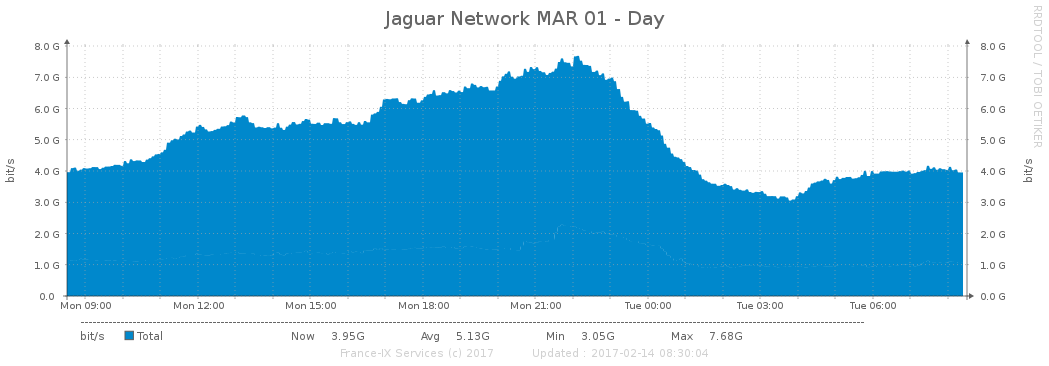 Jaguar Network MAR 01 - Day
RRDTOOL / TOBI OETIKER
8.0 G 8.0 G
7.0 G 7.0 G
6.0 G 6.0 G
5.0 G 5.0 G
4.0 G 4.0 G
3.0 G 3.0 G
2.0 G 2.0 G
1.0 G 1.0 G
0.0 0.0 G
bit/s bit/s
Mon 09:00 Mon 12:00 Mon 15:00 Mon 18:00 Mon 21:00 Tue 00:00 Tue 03:00 Tue 06:00
bit/s Total Now 3.95G Avg 5.13G Min 3.05G Max 7.68G
France-IX Services (c) 2017 Updated : 2017-02-14 08:30:04